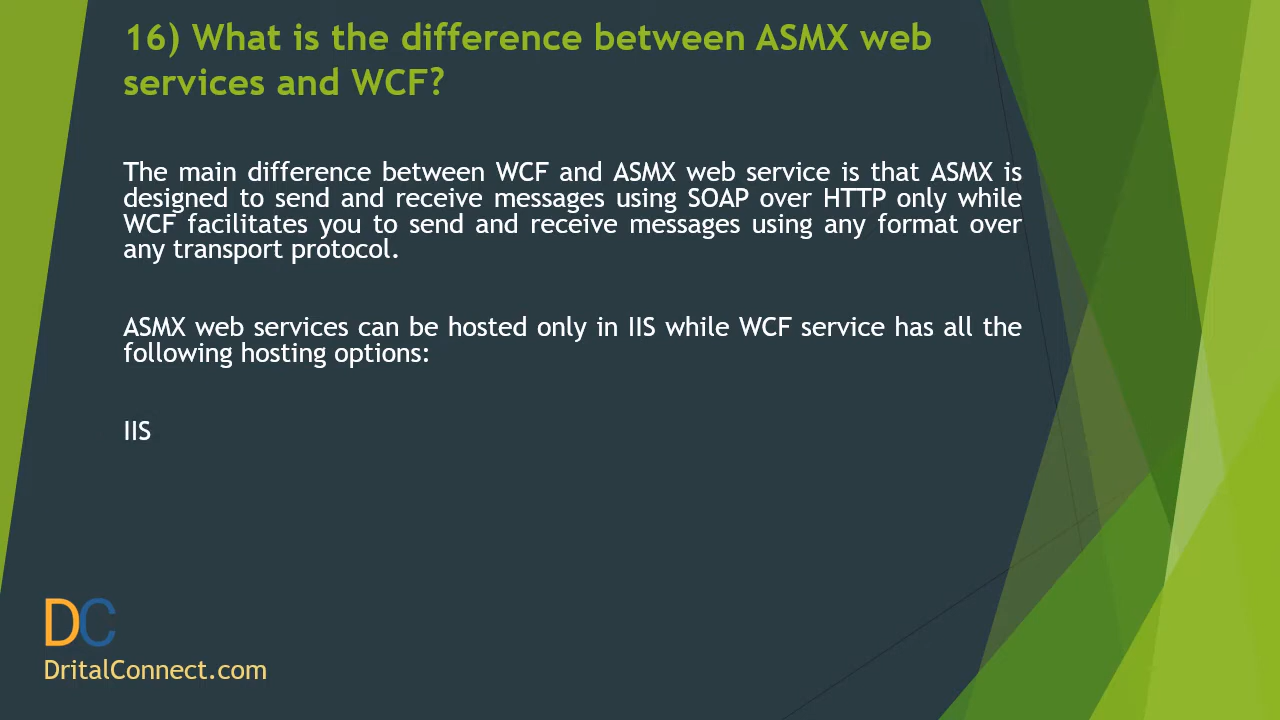 16) What is the difference between ASMX web
services and WCF?
The main difference between WCF and ASMX web service is that ASMX is
designed to send and receive messages using SOAP over HTTP only while
WCF facilitates you to send and receive messages using any format over
any transport protocol.
ASMX web services can be hosted only in IIS while WCF service has all the
following hosting options:
IIS
DC
DritalConnect.com